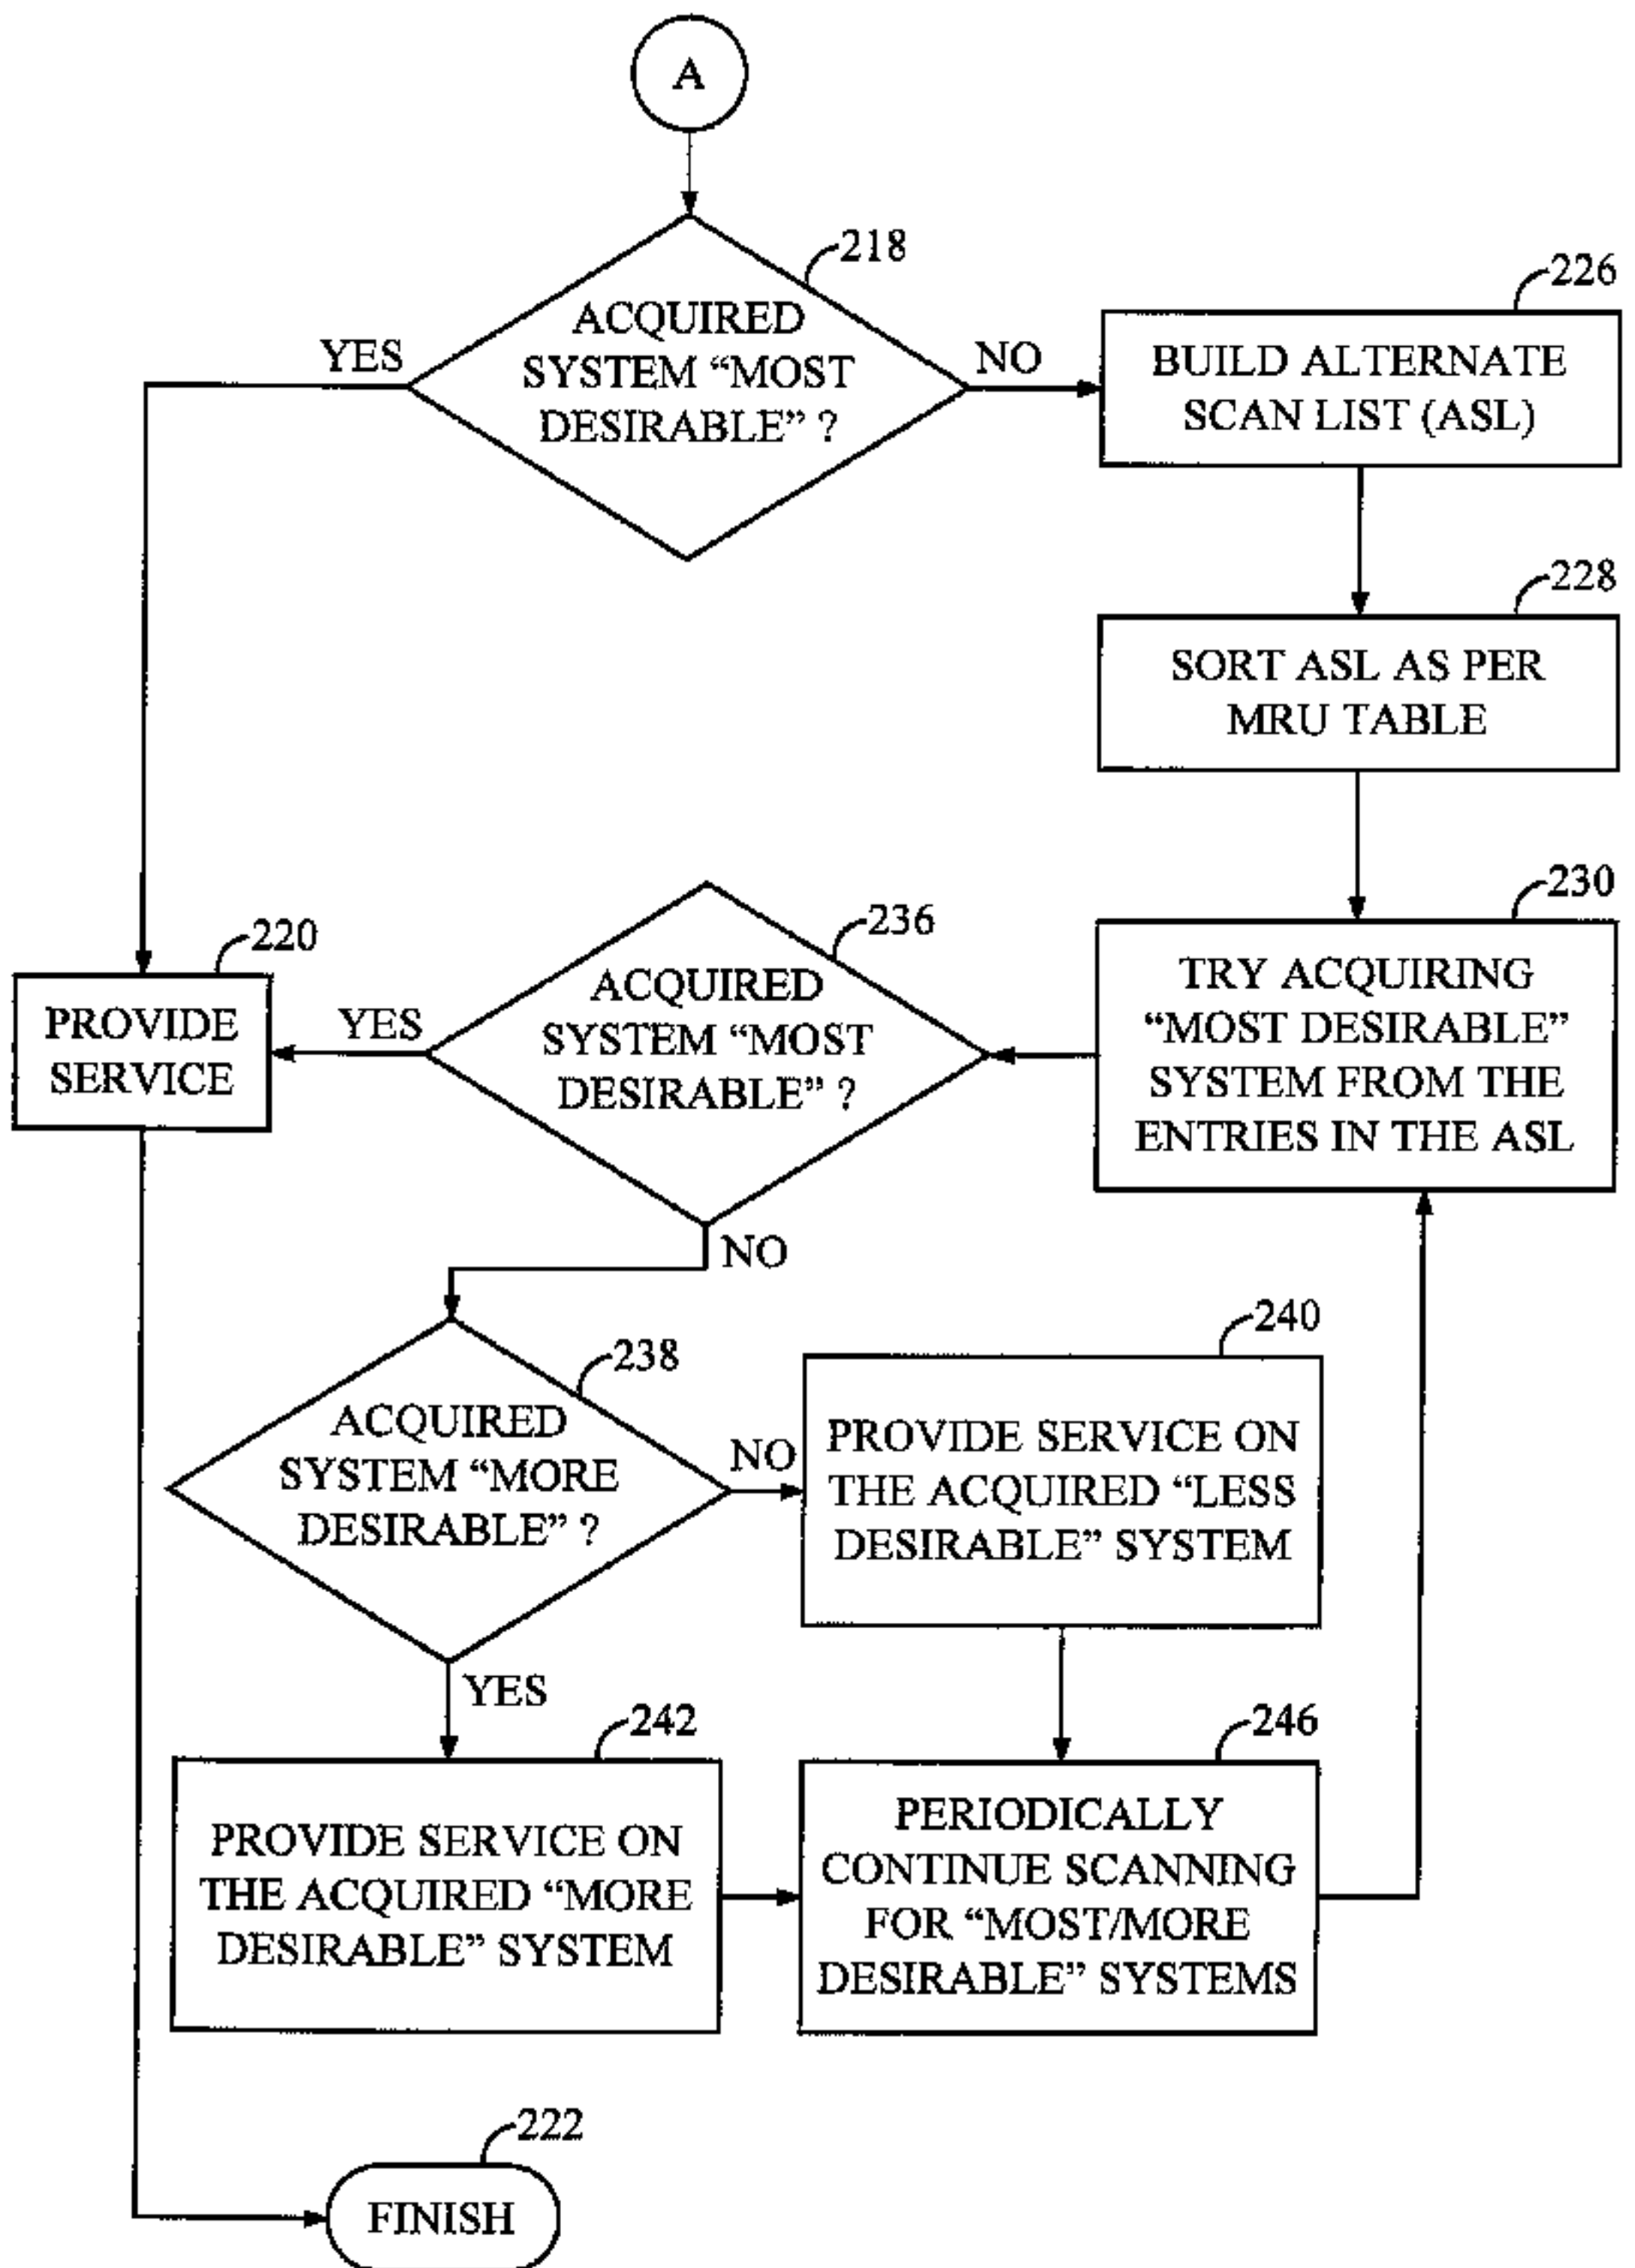 A
218
ACQUIRED
SYSTEM “MOST
DESIRABLE” ?
YES
NO
226
BUILD ALTERNATE
SCAN LIST (ASL)
228
SORT ASL AS PER
MRU TABLE
230
TRY ACQUIRING
“MOST DESIRABLE”
SYSTEM FROM THE
ENTRIES IN THE ASL
236
ACQUIRED
SYSTEM “MOST
DESIRABLE” ?
YES
NO
220
PROVIDE
SERVICE
238
ACQUIRED
SYSTEM “MORE
DESIRABLE” ?
NO
YES
240
PROVIDE SERVICE ON
THE ACQUIRED “LESS
DESIRABLE” SYSTEM
242
PROVIDE SERVICE ON
THE ACQUIRED “MORE
DESIRABLE” SYSTEM
246
PERIODICALLY
CONTINUE SCANNING
FOR “MOST/MORE
DESIRABLE” SYSTEMS
222
FINISH